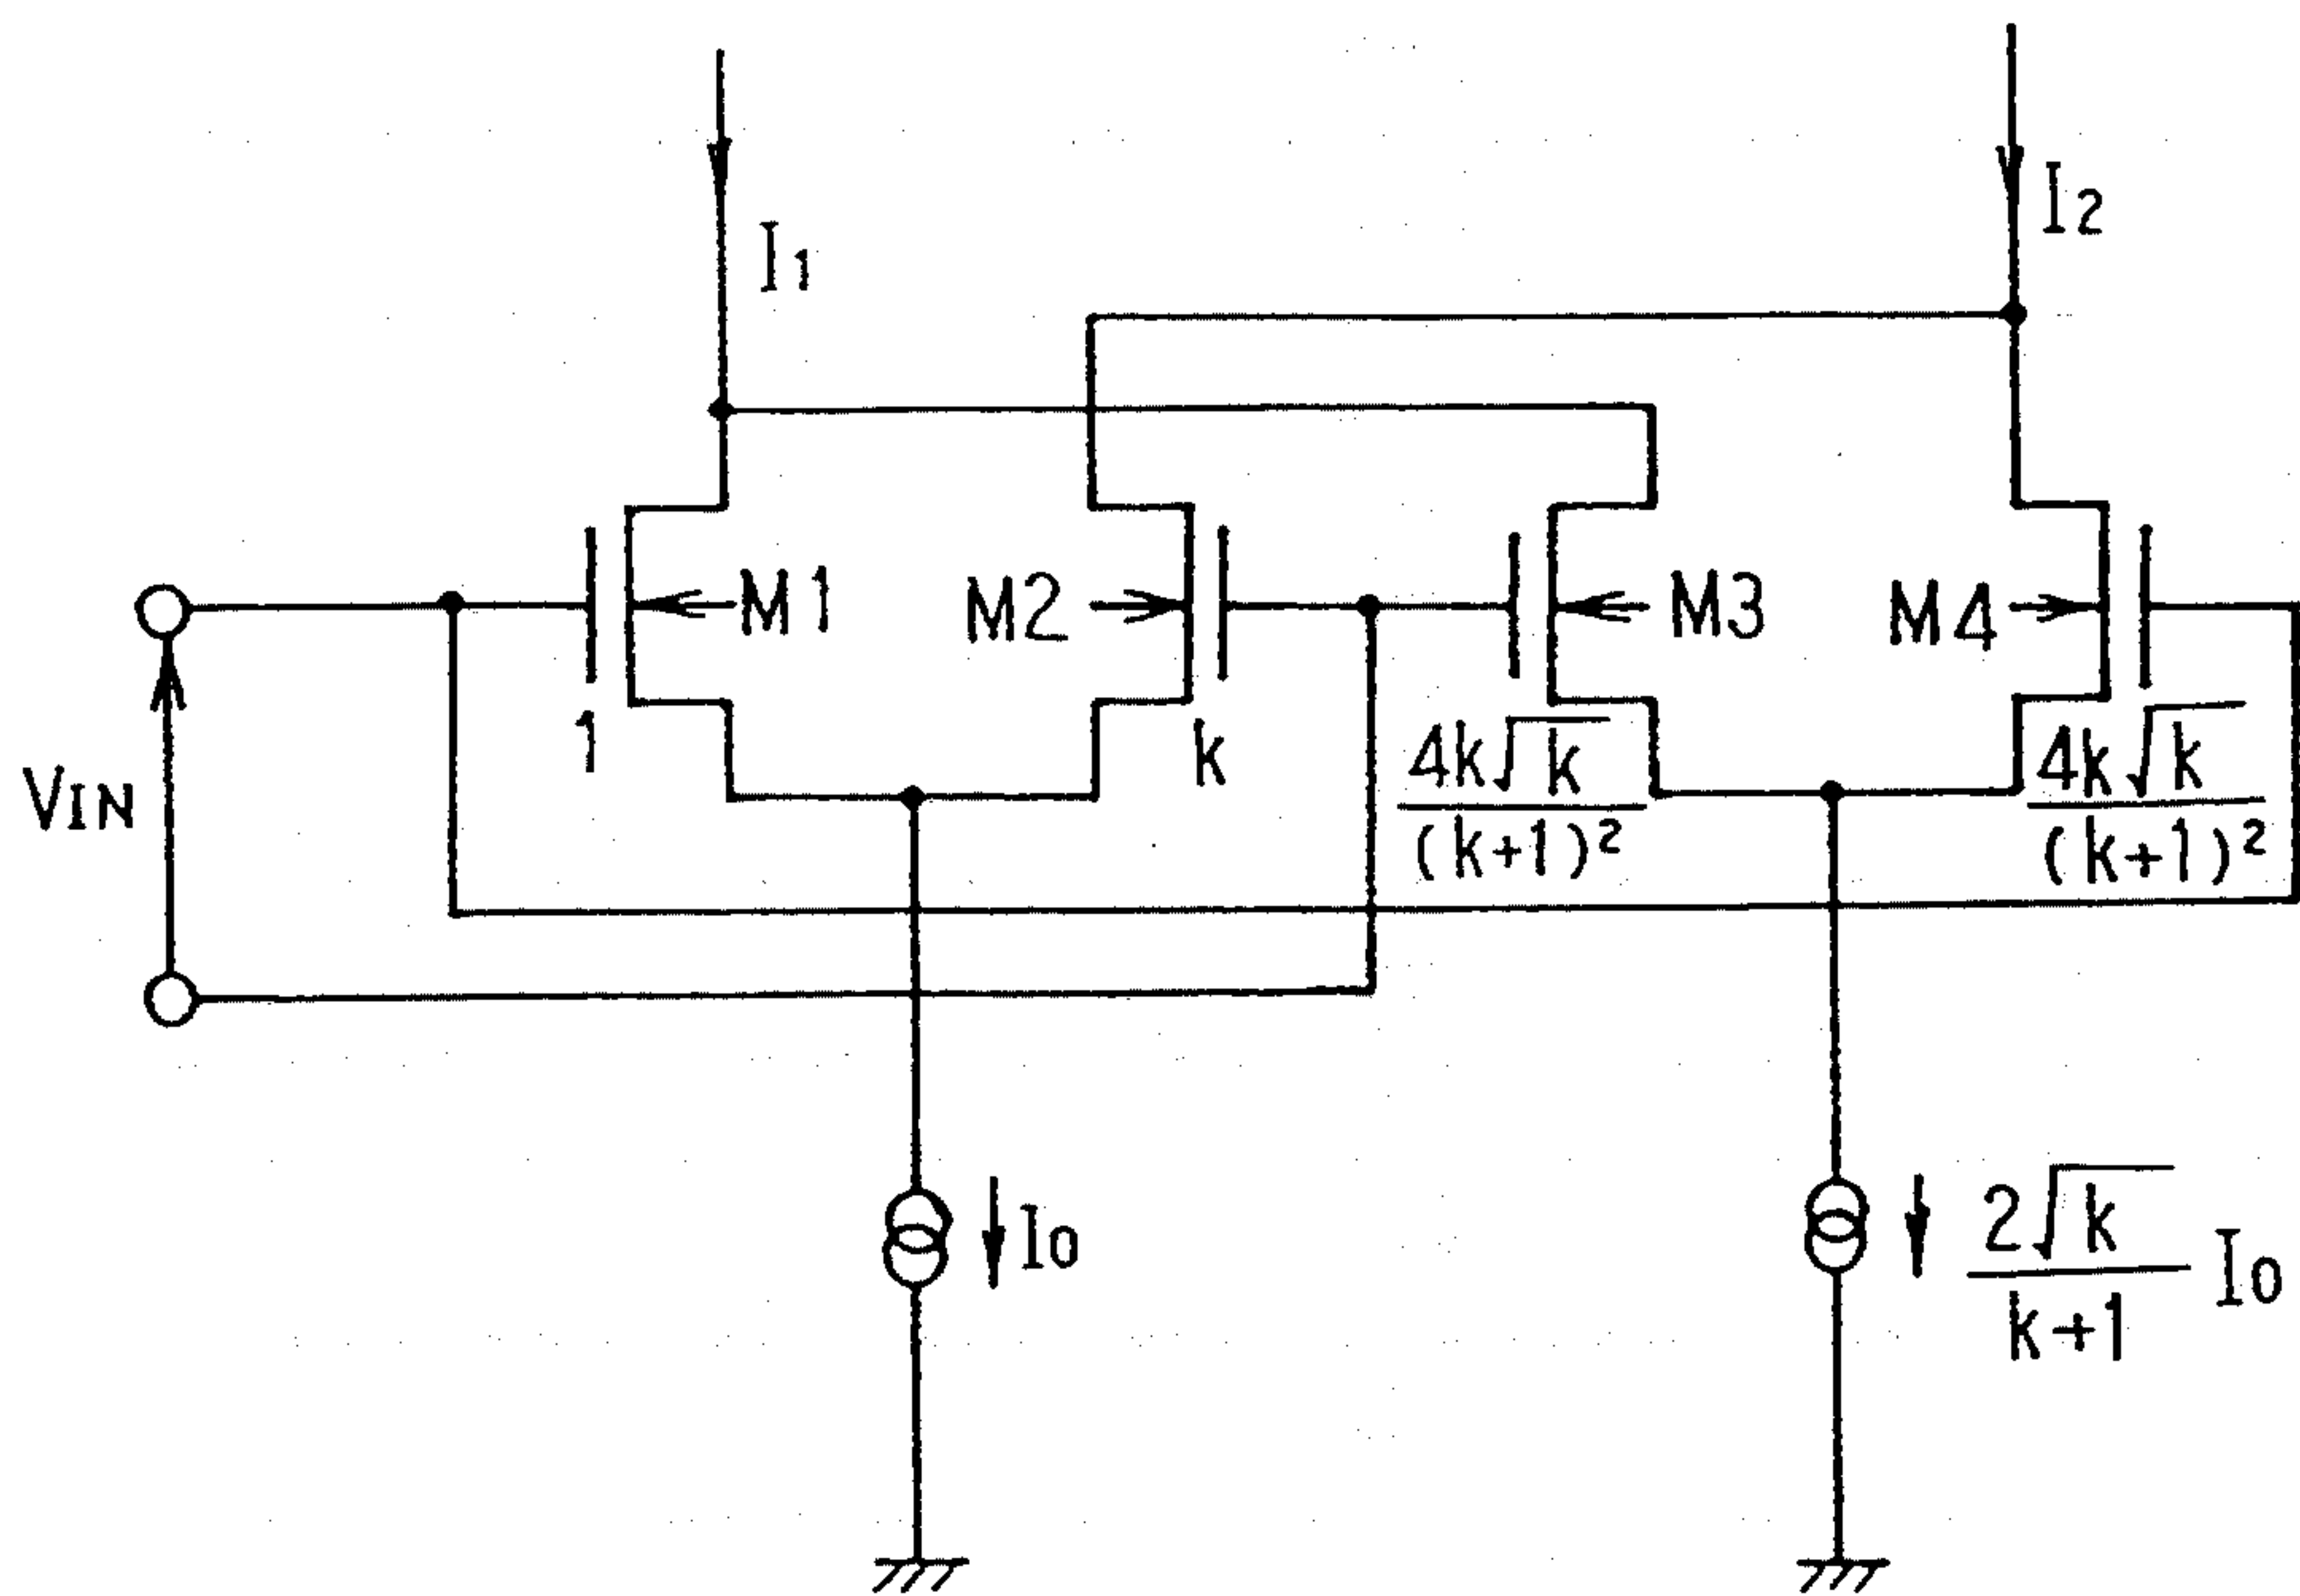 I1
I2
M1
M2
M3
M4
1
k
4k√k
(k+1)²
4k√k
(k+1)²
VIN
I0
2√k
k+1
I0